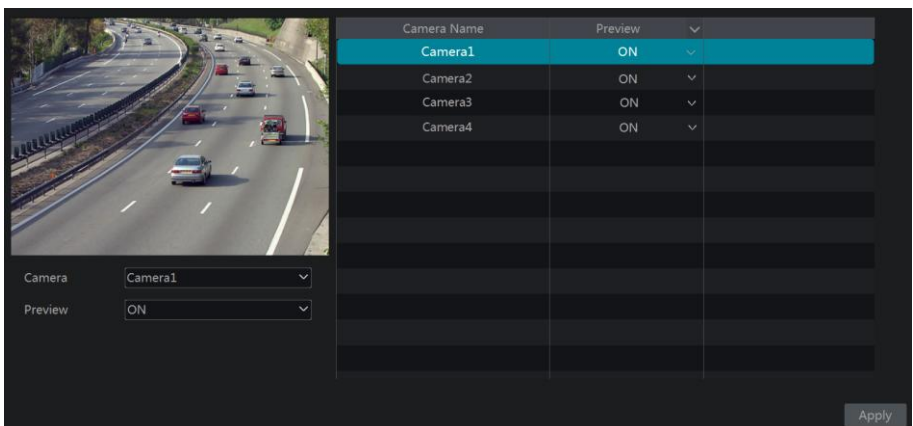 Camera Name Preview
Camera1 ON
Camera2 ON
Camera3 ON
Camera4 ON
Camera Camera1
Preview ON
Apply